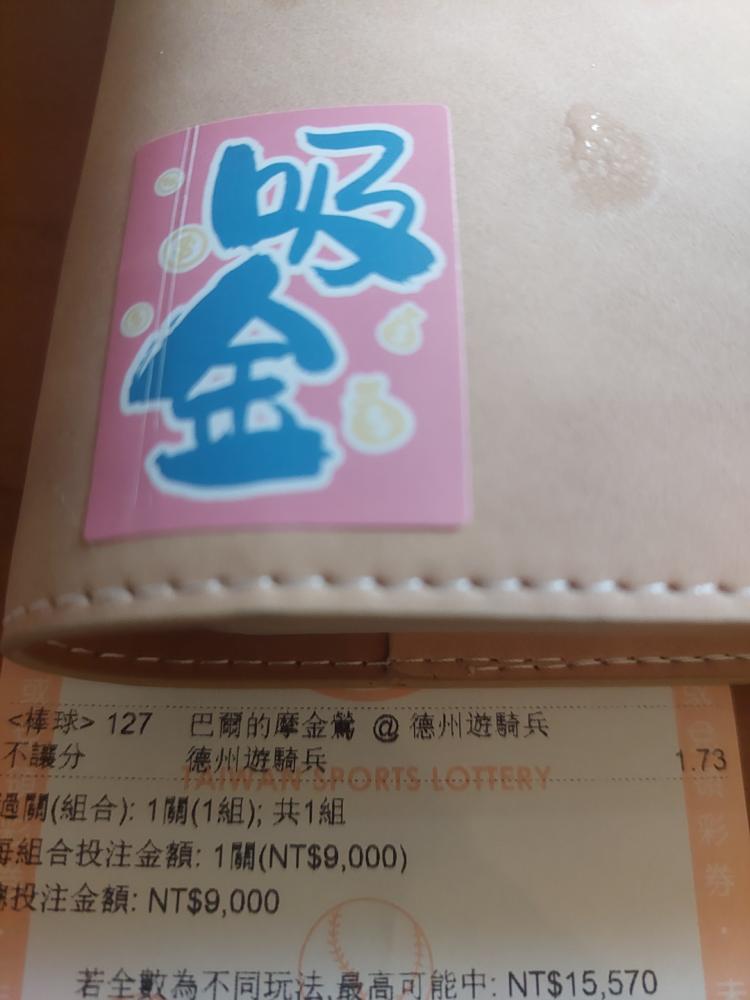 吸
金
<棒球> 127 巴爾的摩金鶯 @ 德州遊騎兵
不讓分 德州遊騎兵 1.73
TAIWAN SPORTS LOTTERY
過關(組合): 1關(1組); 共1組
每組合投注金額: 1關(NT$9,000)
總投注金額: NT$9,000
若全數為不同玩法,最高可能中: NT$15,570
彩
券